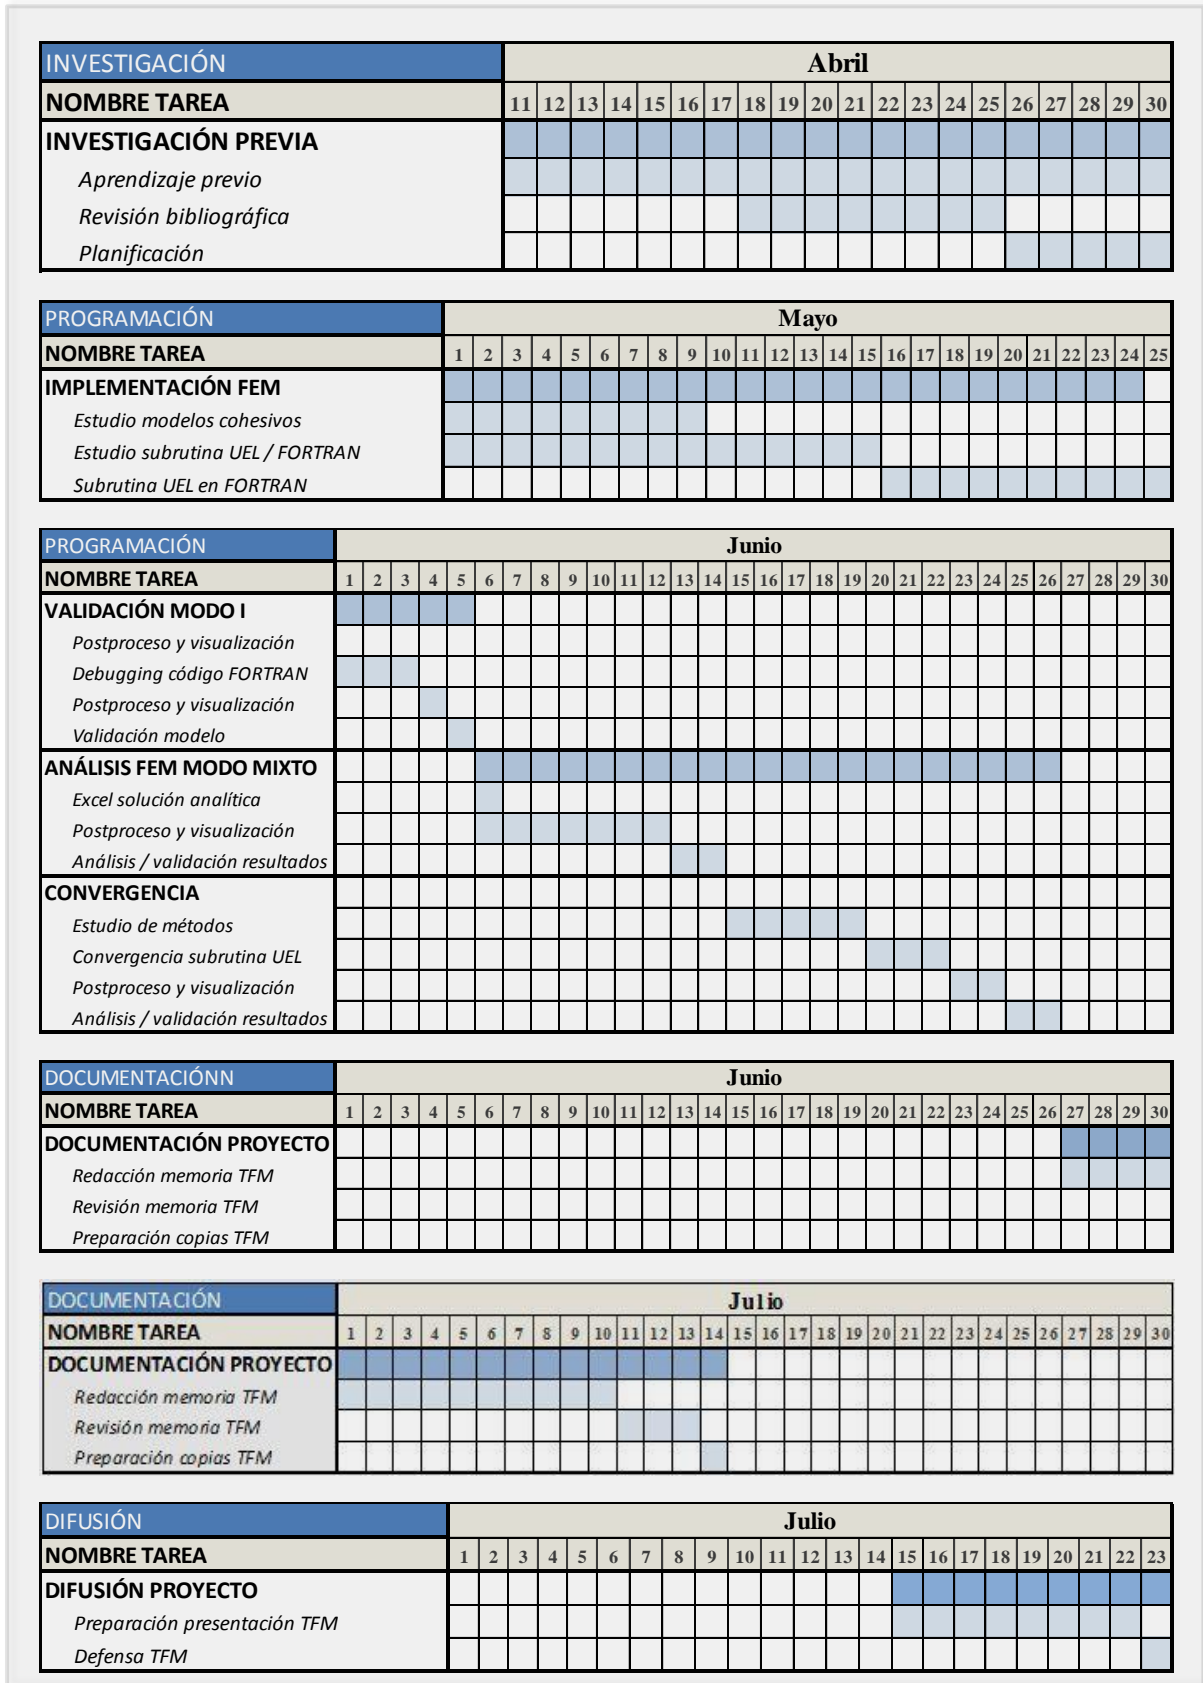 INVESTIGACIÓN Abril
NOMBRE TAREA 11 12 13 14 15 16 17 18 19 20 21 22 23 24 25 26 27 28 29 30
INVESTIGACIÓN PREVIA
Aprendizaje previo
Revisión bibliográfica
Planificación
PROGRAMACIÓN Mayo
NOMBRE TAREA 1 2 3 4 5 6 7 8 9 10 11 12 13 14 15 16 17 18 19 20 21 22 23 24 25
IMPLEMENTACIÓN FEM
Estudio modelos cohesivos
Estudio subrutina UEL / FORTRAN
Subrutina UEL en FORTRAN
PROGRAMACIÓN Junio
NOMBRE TAREA 1 2 3 4 5 6 7 8 9 10 11 12 13 14 15 16 17 18 19 20 21 22 23 24 25 26 27 28 29 30
VALIDACIÓN MODO I
Postproceso y visualización
Debugging código FORTRAN
Postproceso y visualización
Validación modelo
ANÁLISIS FEM MODO MIXTO
Excel solución analítica
Postproceso y visualización
Análisis / validación resultados
CONVERGENCIA
Estudio de métodos
Convergencia subrutina UEL
Postproceso y visualización
Análisis / validación resultados
DOCUMENTACIÓNN Junio
NOMBRE TAREA 1 2 3 4 5 6 7 8 9 10 11 12 13 14 15 16 17 18 19 20 21 22 23 24 25 26 27 28 29 30
DOCUMENTACIÓN PROYECTO
Redacción memoria TFM
Revisión memoria TFM
Preparación copias TFM
DOCUMENTACIÓN Julio
NOMBRE TAREA 1 2 3 4 5 6 7 8 9 10 11 12 13 14 15 16 17 18 19 20 21 22 23 24 25 26 27 28 29 30
DOCUMENTACIÓN PROYECTO
Redacción memoria TFM
Revisión memoria TFM
Preparación copias TFM
DIFUSIÓN Julio
NOMBRE TAREA 1 2 3 4 5 6 7 8 9 10 11 12 13 14 15 16 17 18 19 20 21 22 23
DIFUSIÓN PROYECTO
Preparación presentación TFM
Defensa TFM